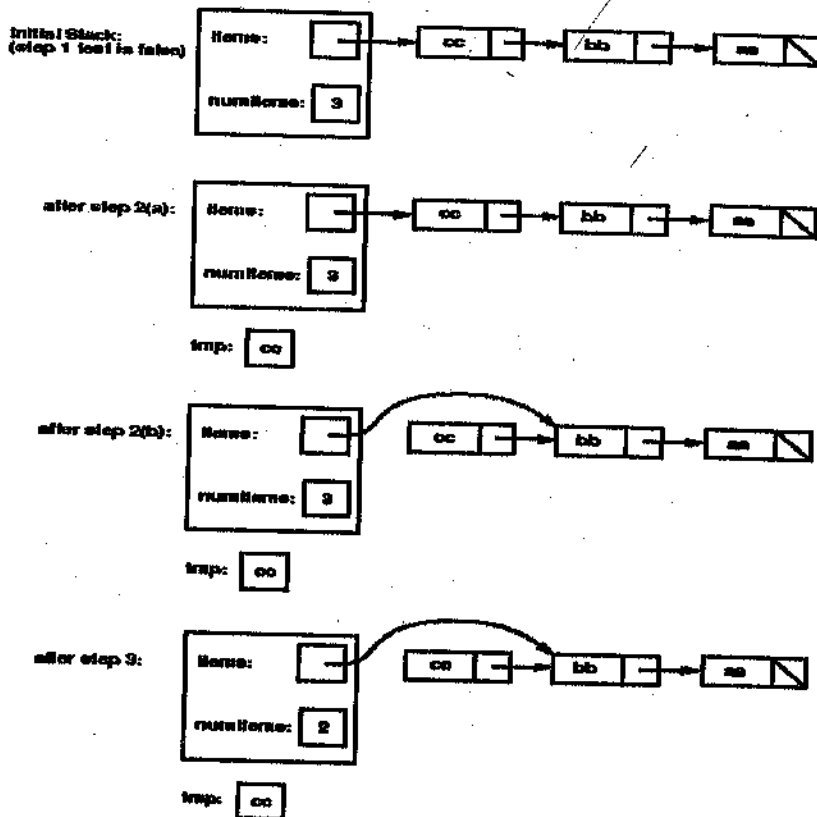 Initial Stack:
(step 1 test is false)
items:
cc
bb
aa
numItems: 3
after step 2(a):
items:
cc
bb
aa
numItems: 3
tmp: cc
after step 2(b):
items:
cc
bb
aa
numItems: 3
tmp: cc
after step 3:
items:
cc
bb
aa
numItems: 2
tmp: cc